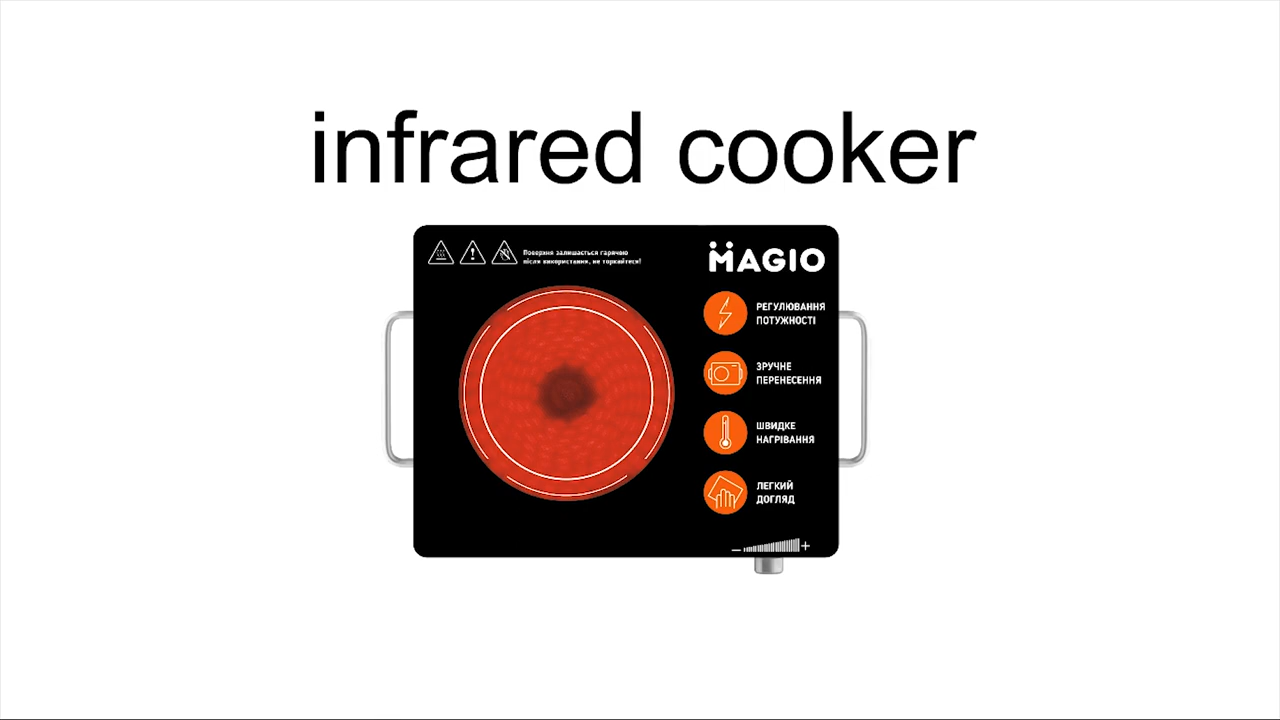 infrared cooker
Поверхня залишається гарячою
після використання, не торкайтеся!
MAGIO
РЕГУЛЮВАННЯ
ПОТУЖНОСТІ
ЗРУЧНЕ
ПЕРЕНЕСЕННЯ
ШВИДКЕ
НАГРІВАННЯ
ЛЕГКИЙ
ДОГЛЯД
− +